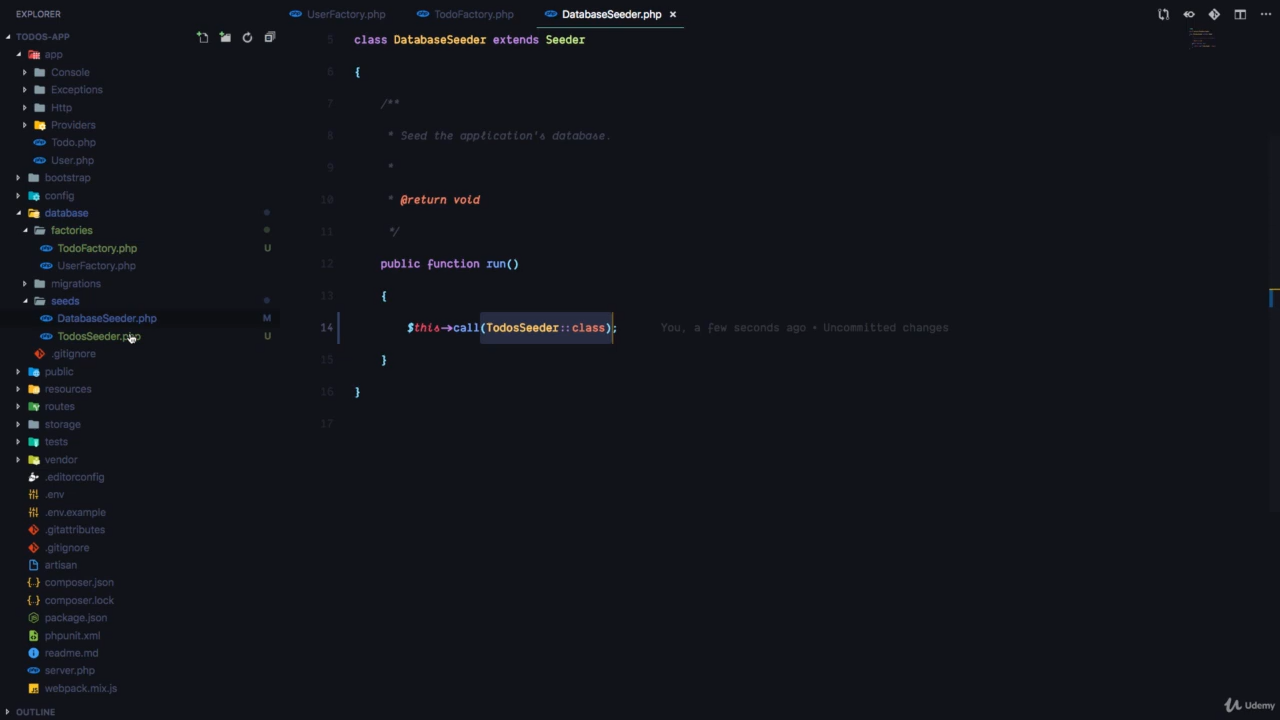 EXPLORER
UserFactory.php
TodoFactory.php
DatabaseSeeder.php ×
TODOS-APP
app
Console
Exceptions
Http
Providers
Todo.php
User.php
bootstrap
config
database
factories
TodoFactory.php U
UserFactory.php
migrations
seeds
DatabaseSeeder.php M
TodosSeeder.php U
.gitignore
public
resources
routes
storage
tests
vendor
.editorconfig
.env
.env.example
.gitattributes
.gitignore
artisan
composer.json
composer.lock
package.json
phpunit.xml
readme.md
server.php
webpack.mix.js
OUTLINE
5 class DatabaseSeeder extends Seeder
6 {
7 /**
8 * Seed the application's database.
9 *
10 * @return void
11 */
12 public function run()
13 {
14 $this->call(TodosSeeder::class); You, a few seconds ago • Uncommitted changes
15 }
16 }
17
Udemy